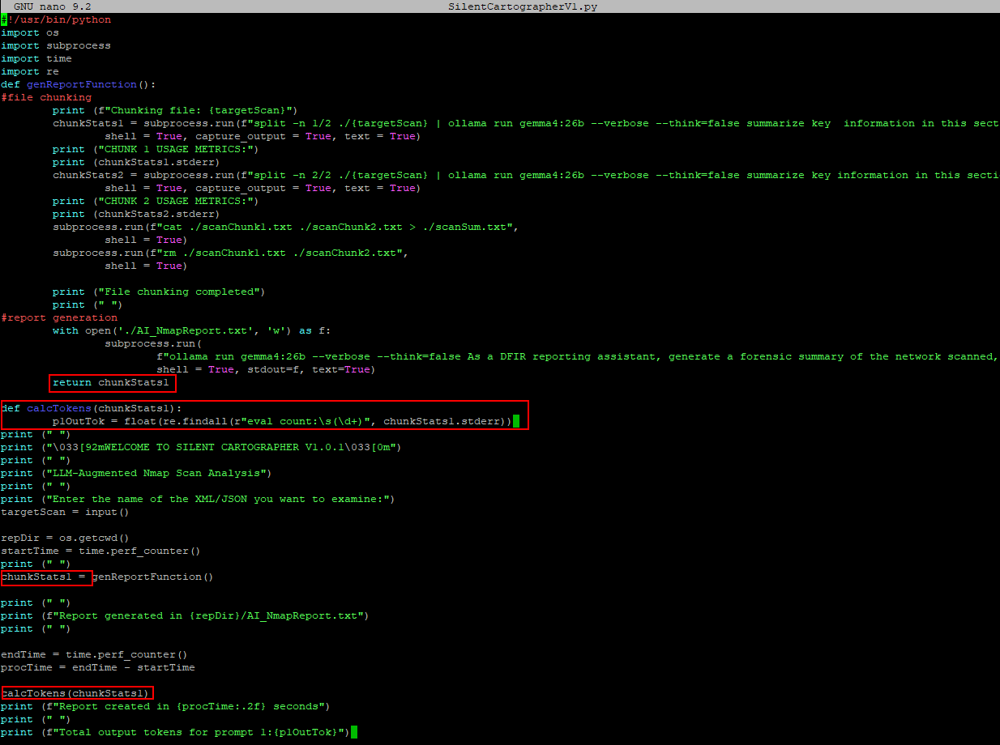 GNU nano 9.2 SilentCartographerV1.py
#!/usr/bin/python
import os
import subprocess
import time
import re
def genReportFunction():
#file chunking
        print (f"Chunking file: {targetScan}")
        chunkStats1 = subprocess.run(f"split -n 1/2 ./{targetScan} | ollama run gemma4:26b --verbose --think=false summarize key  information in this sect
                shell = True, capture_output = True, text = True)
        print ("CHUNK 1 USAGE METRICS:")
        print (chunkStats1.stderr)
        chunkStats2 = subprocess.run(f"split -n 2/2 ./{targetScan} | ollama run gemma4:26b --verbose --think=false summarize key information in this secti
                shell = True, capture_output = True, text = True)
        print ("CHUNK 2 USAGE METRICS:")
        print (chunkStats2.stderr)
        subprocess.run(f"cat ./scanChunk1.txt ./scanChunk2.txt > ./scanSum.txt",
                shell = True)
        subprocess.run(f"rm ./scanChunk1.txt ./scanChunk2.txt",
                shell = True)
        print ("File chunking completed")
        print (" ")
#report generation
        with open('./AI_NmapReport.txt', 'w') as f:
                subprocess.run(
                        f"ollama run gemma4:26b --verbose --think=false As a DFIR reporting assistant, generate a forensic summary of the network scanned,
                        shell = True, stdout=f, text=True)
        return chunkStats1
def calcTokens(chunkStats1):
        p1OutTok = float(re.findall(r"eval count:\s(\d+)", chunkStats1.stderr))
print (" ")
print ("\033[92mWELCOME TO SILENT CARTOGRAPHER V1.0.1\033[0m")
print (" ")
print ("LLM-Augmented Nmap Scan Analysis")
print (" ")
print ("Enter the name of the XML/JSON you want to examine:")
targetScan = input()
repDir = os.getcwd()
startTime = time.perf_counter()
print (" ")
chunkStats1 = genReportFunction()
print (" ")
print (f"Report generated in {repDir}/AI_NmapReport.txt")
print (" ")
endTime = time.perf_counter()
procTime = endTime - startTime
calcTokens(chunkStats1)
print (f"Report created in {procTime:.2f} seconds")
print (" ")
print (f"Total output tokens for prompt 1:{p1OutTok}")